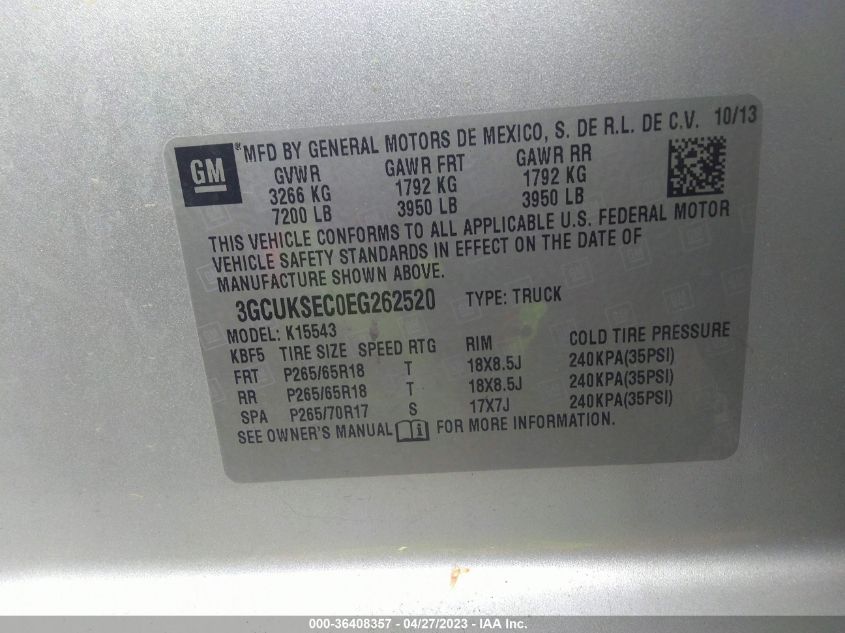 GM ® MFD BY GENERAL MOTORS DE MEXICO, S. DE R.L. DE C.V. 10/13
GVWR GAWR FRT GAWR RR
3266 KG 1792 KG 1792 KG
7200 LB 3950 LB 3950 LB
THIS VEHICLE CONFORMS TO ALL APPLICABLE U.S. FEDERAL MOTOR
VEHICLE SAFETY STANDARDS IN EFFECT ON THE DATE OF
MANUFACTURE SHOWN ABOVE.
3GCUKSEC0EG262520 TYPE: TRUCK
MODEL: K15543
KBF5 TIRE SIZE SPEED RTG RIM COLD TIRE PRESSURE
FRT P265/65R18 T 18X8.5J 240KPA(35PSI)
RR P265/65R18 T 18X8.5J 240KPA(35PSI)
SPA P265/70R17 S 17X7J 240KPA(35PSI)
SEE OWNER'S MANUAL FOR MORE INFORMATION.
000-36408357 - 04/27/2023 - IAA Inc.